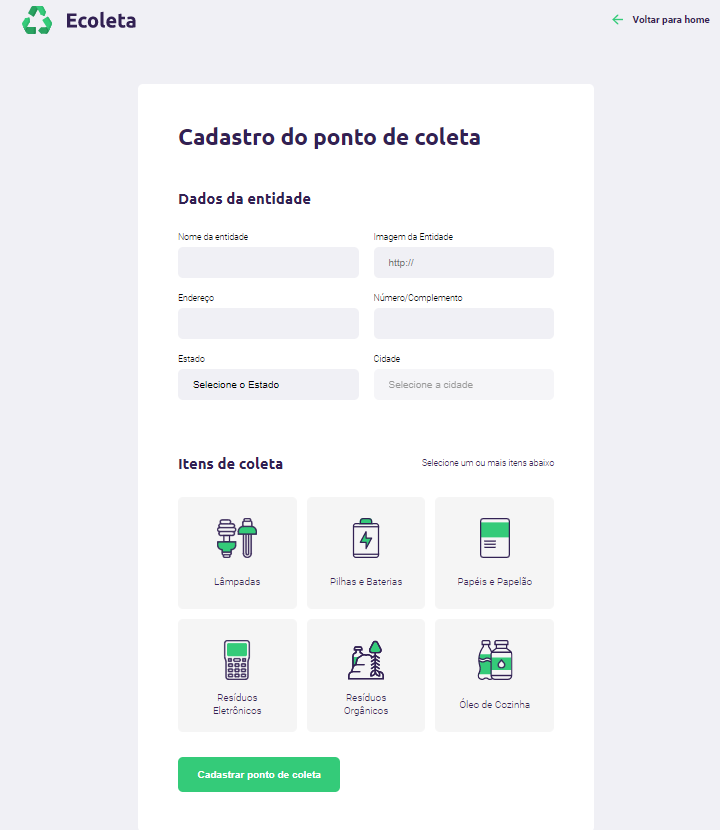 Ecoleta
Voltar para home
Cadastro do ponto de coleta
Dados da entidade
Nome da entidade
Imagem da Entidade
http://
Endereço
Número/Complemento
Estado
Cidade
Selecione o Estado
Selecione a cidade
Itens de coleta
Selecione um ou mais itens abaixo
Lâmpadas
Pilhas e Baterias
Papéis e Papelão
Resíduos
Eletrônicos
Resíduos
Orgânicos
Óleo de Cozinha
Cadastrar ponto de coleta